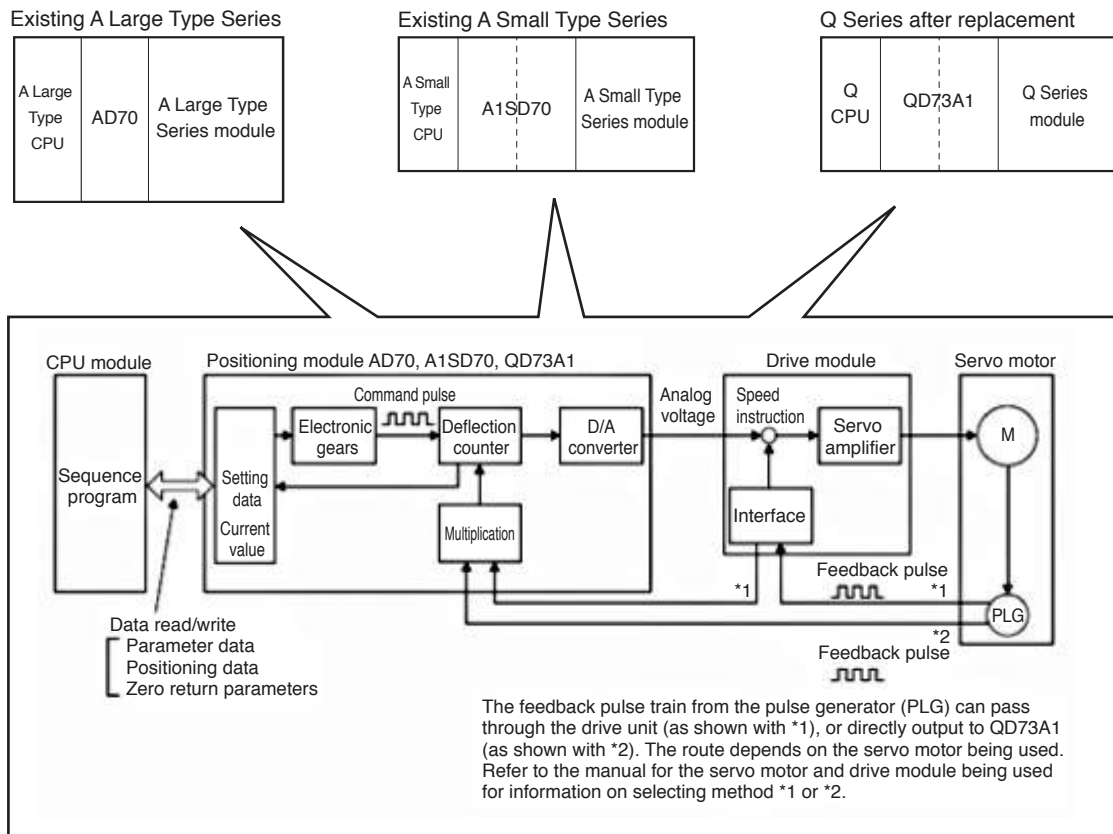 Existing A Large Type Series
Existing A Small Type Series
Q Series after replacement
A Large
Type
CPU
AD70
A Large Type
Series module
A Small
Type
CPU
A1SD70
A Small Type
Series module
Q
CPU
QD73A1
Q Series
module
CPU module
Positioning module AD70, A1SD70, QD73A1
Drive module
Servo motor
Sequence
program
Setting
data
Current
value
Electronic
gears
Command pulse
Deflection
counter
D/A
converter
Multiplication
Analog
voltage
Speed
instruction
Servo
amplifier
Interface
M
PLG
*1
Feedback pulse
*1
*2
Feedback pulse
Data read/write
Parameter data
Positioning data
Zero return parameters
The feedback pulse train from the pulse generator (PLG) can pass
through the drive unit (as shown with *1), or directly output to QD73A1
(as shown with *2). The route depends on the servo motor being used.
Refer to the manual for the servo motor and drive module being used
for information on selecting method *1 or *2.